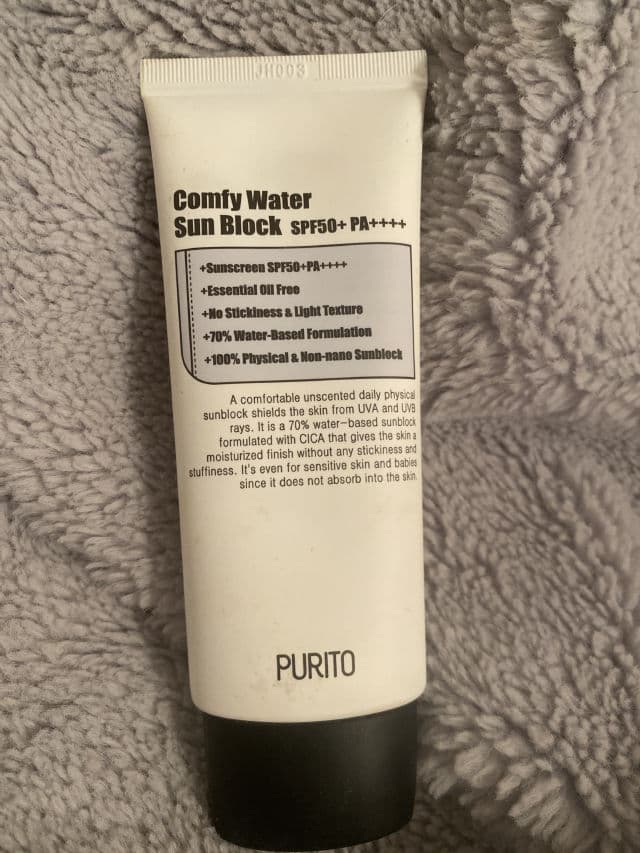 JH003
Comfy Water
Sun Block SPF50+ PA++++
+Sunscreen SPF50+PA++++
+Essential Oil Free
+No Stickiness & Light Texture
+70% Water-Based Formulation
+100% Physical & Non-nano Sunblock
A comfortable unscented daily physical
sunblock shields the skin from UVA and UVB
rays. It is a 70% water-based sunblock
formulated with CICA that gives the skin a
moisturized finish without any stickiness and
stuffiness. It's even for sensitive skin and babies
since it does not absorb into the skin.
PURITO